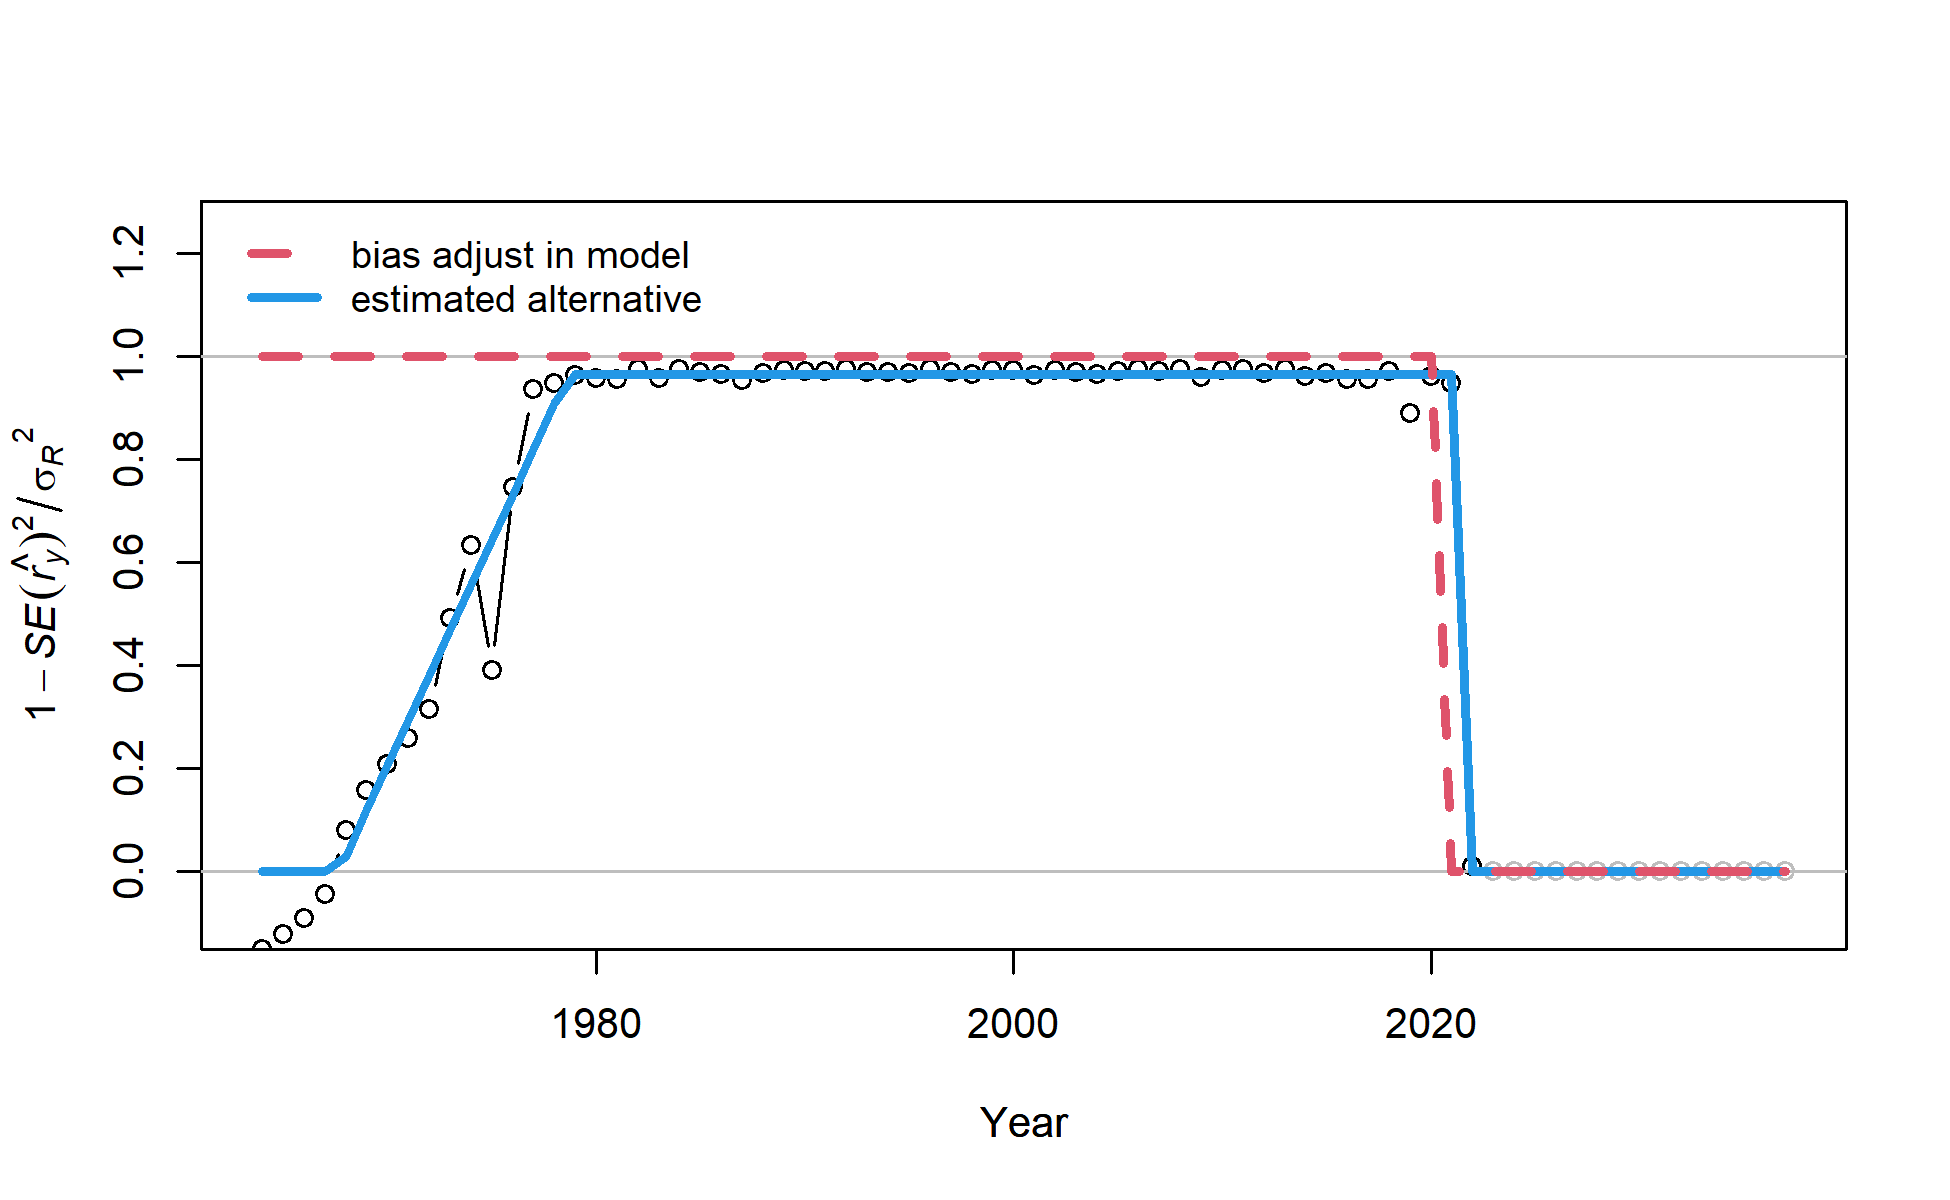 bias adjust in model
estimated alternative
1 − SE(r̂y)²/σR²
1.2
1.0
0.8
0.6
0.4
0.2
0.0
1980 2000 2020
Year